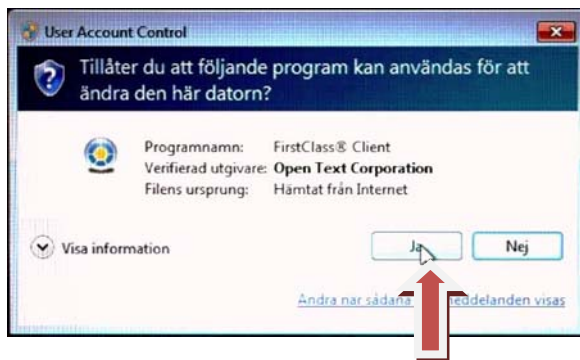 User Account Control
Tillåter du att följande program kan användas för att
ändra den här datorn?
Programnamn: FirstClass® Client
Verifierad utgivare: Open Text Corporation
Filens ursprung: Hämtat från Internet
Visa information
Ja
Nej
Ändra när sådana meddelanden visas